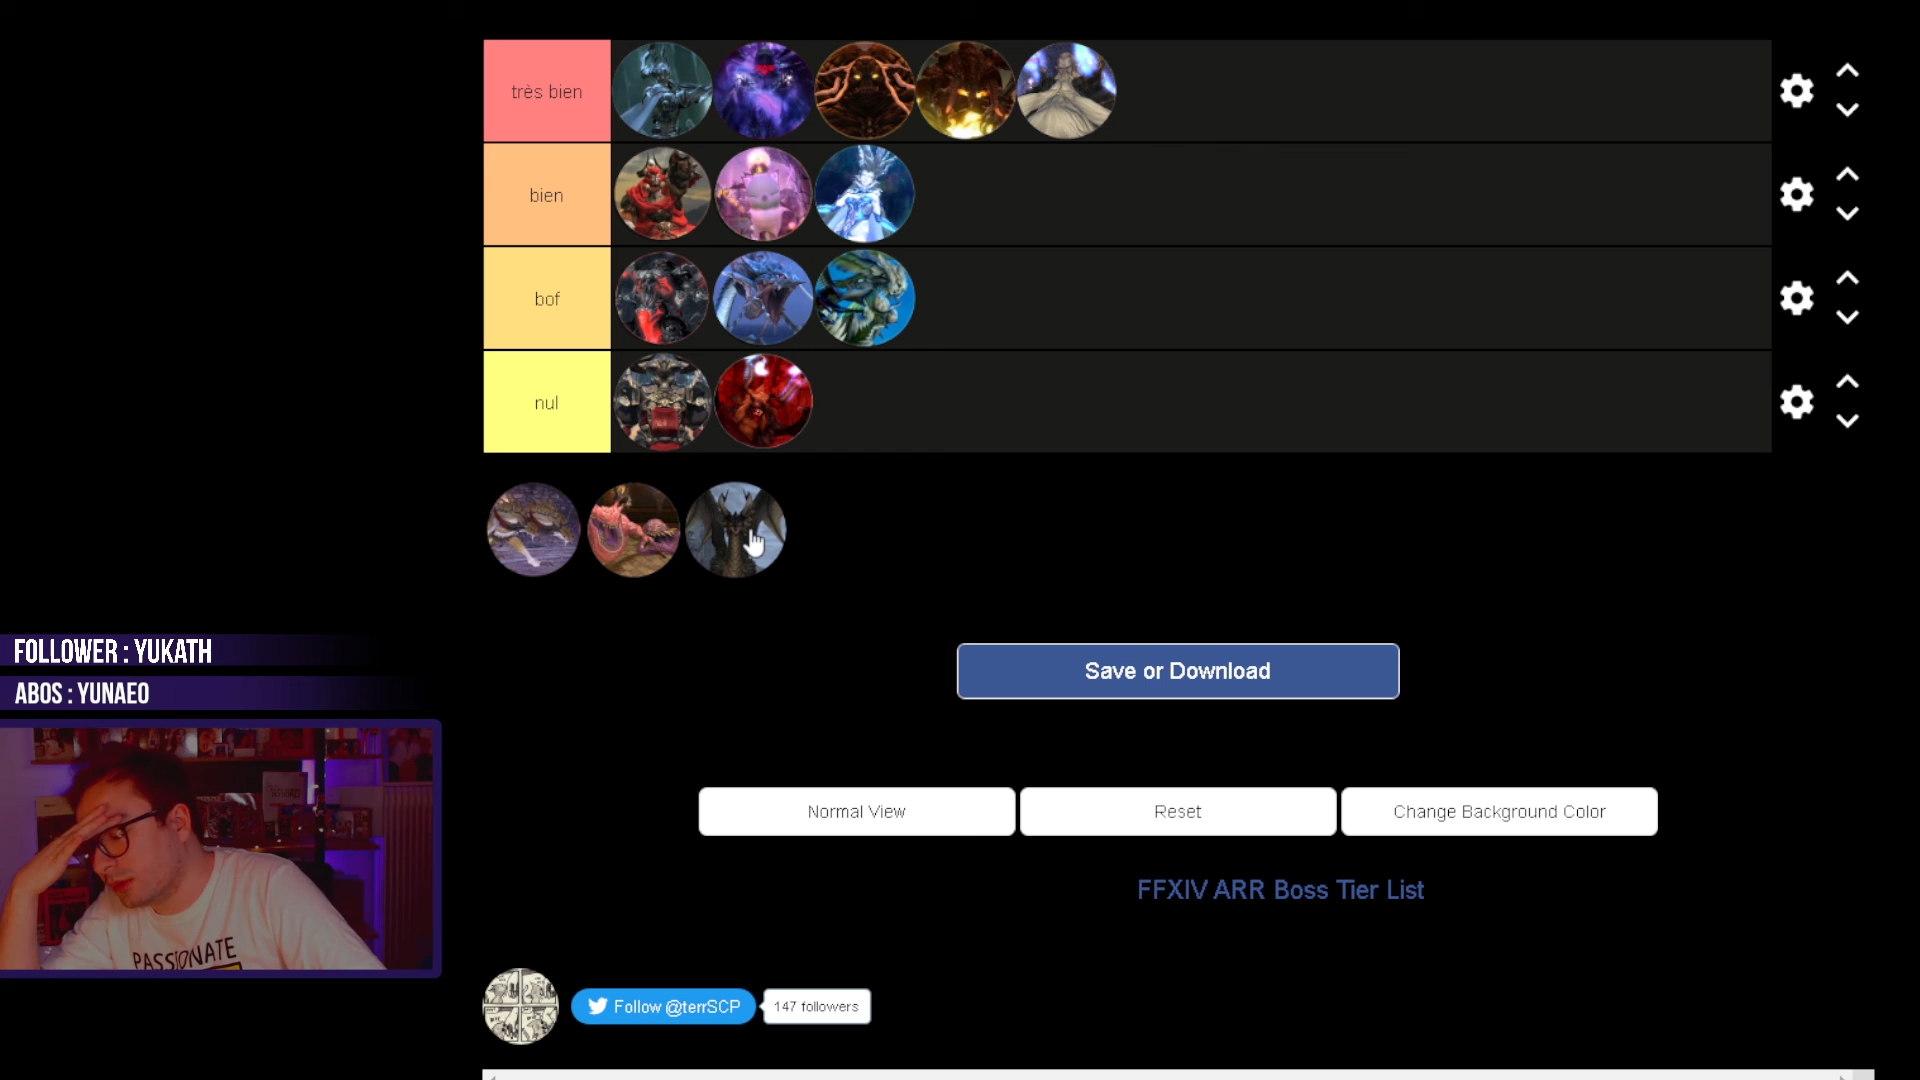 très bien
bien
bof
nul
FOLLOWER : YUKATH
ABOS : YUNAEO
Save or Download
Normal View
Reset
Change Background Color
FFXIV ARR Boss Tier List
PASSIONATE
Follow @terrSCP
147 followers